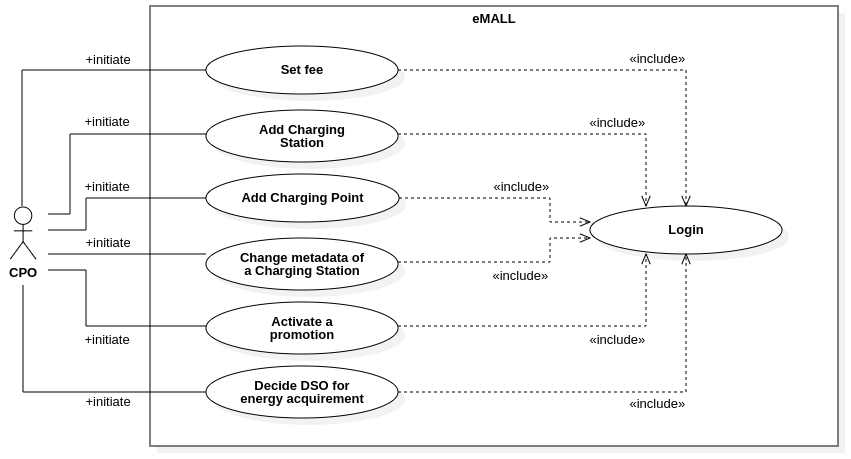 eMALL
+initiate
Set fee
«include»
+initiate
Add Charging
Station
«include»
+initiate
Add Charging Point
«include»
Login
+initiate
Change metadata of
a Charging Station
«include»
CPO
+initiate
Activate a
promotion
«include»
+initiate
Decide DSO for
energy acquirement
«include»